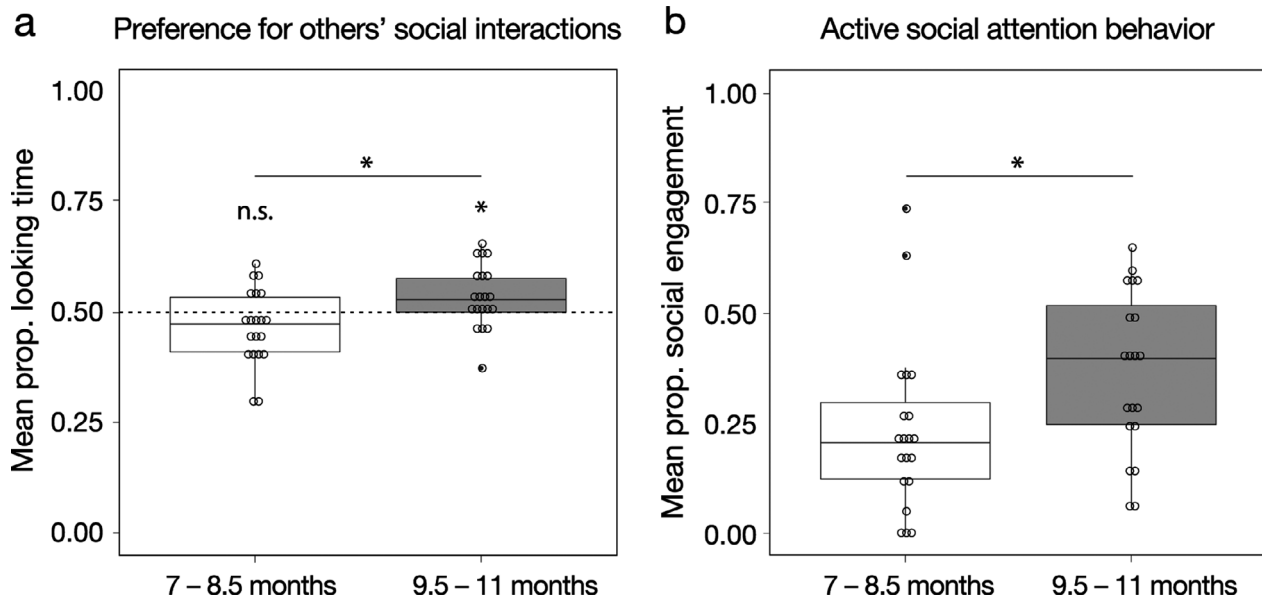 a Preference for others' social interactions
Mean prop. looking time
1.00
0.75
0.50
0.25
0.00
*
n.s.
*
7 – 8.5 months
9.5 – 11 months
b Active social attention behavior
Mean prop. social engagement
1.00
0.75
0.50
0.25
0.00
*
7 – 8.5 months
9.5 – 11 months